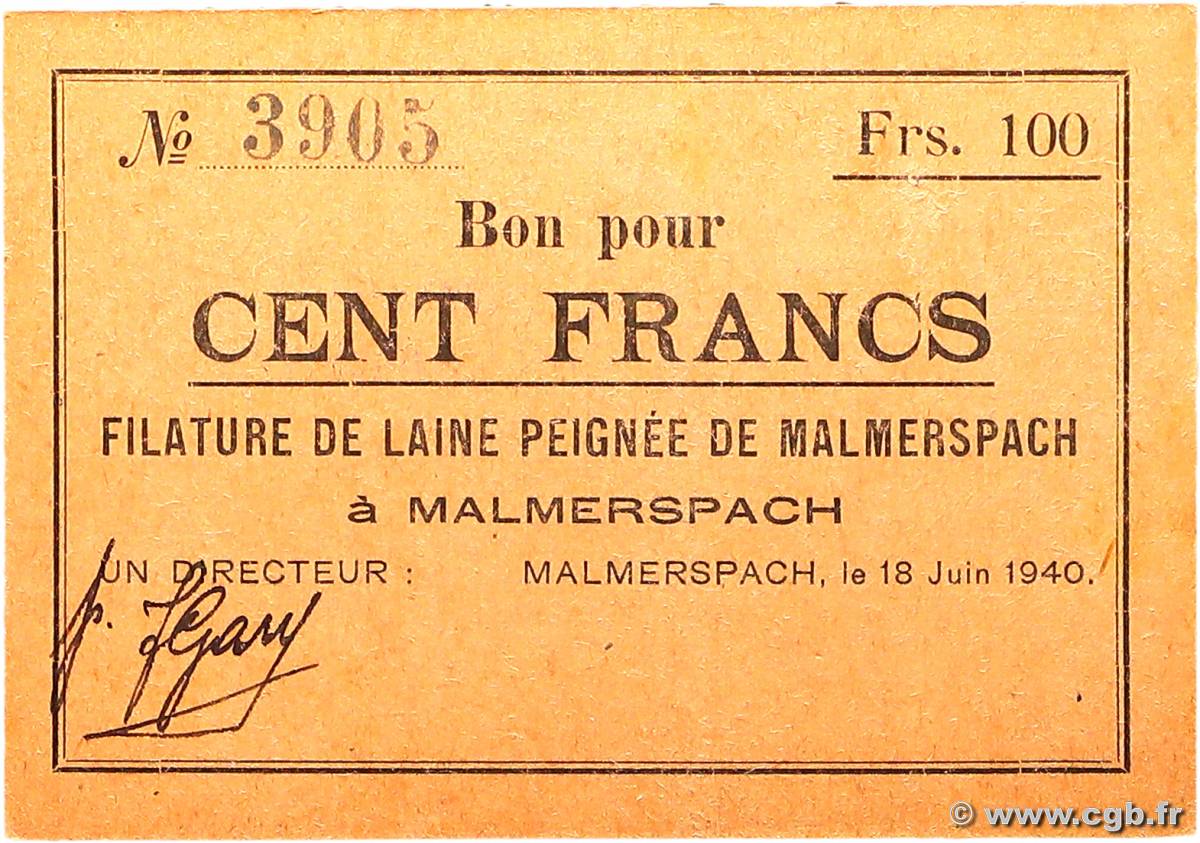 Nº 3905 Frs. 100
Bon pour
CENT FRANCS
FILATURE DE LAINE PEIGNÉE DE MALMERSPACH
à MALMERSPACH
UN DIRECTEUR : MALMERSPACH, le 18 Juin 1940.
© www.cgb.fr